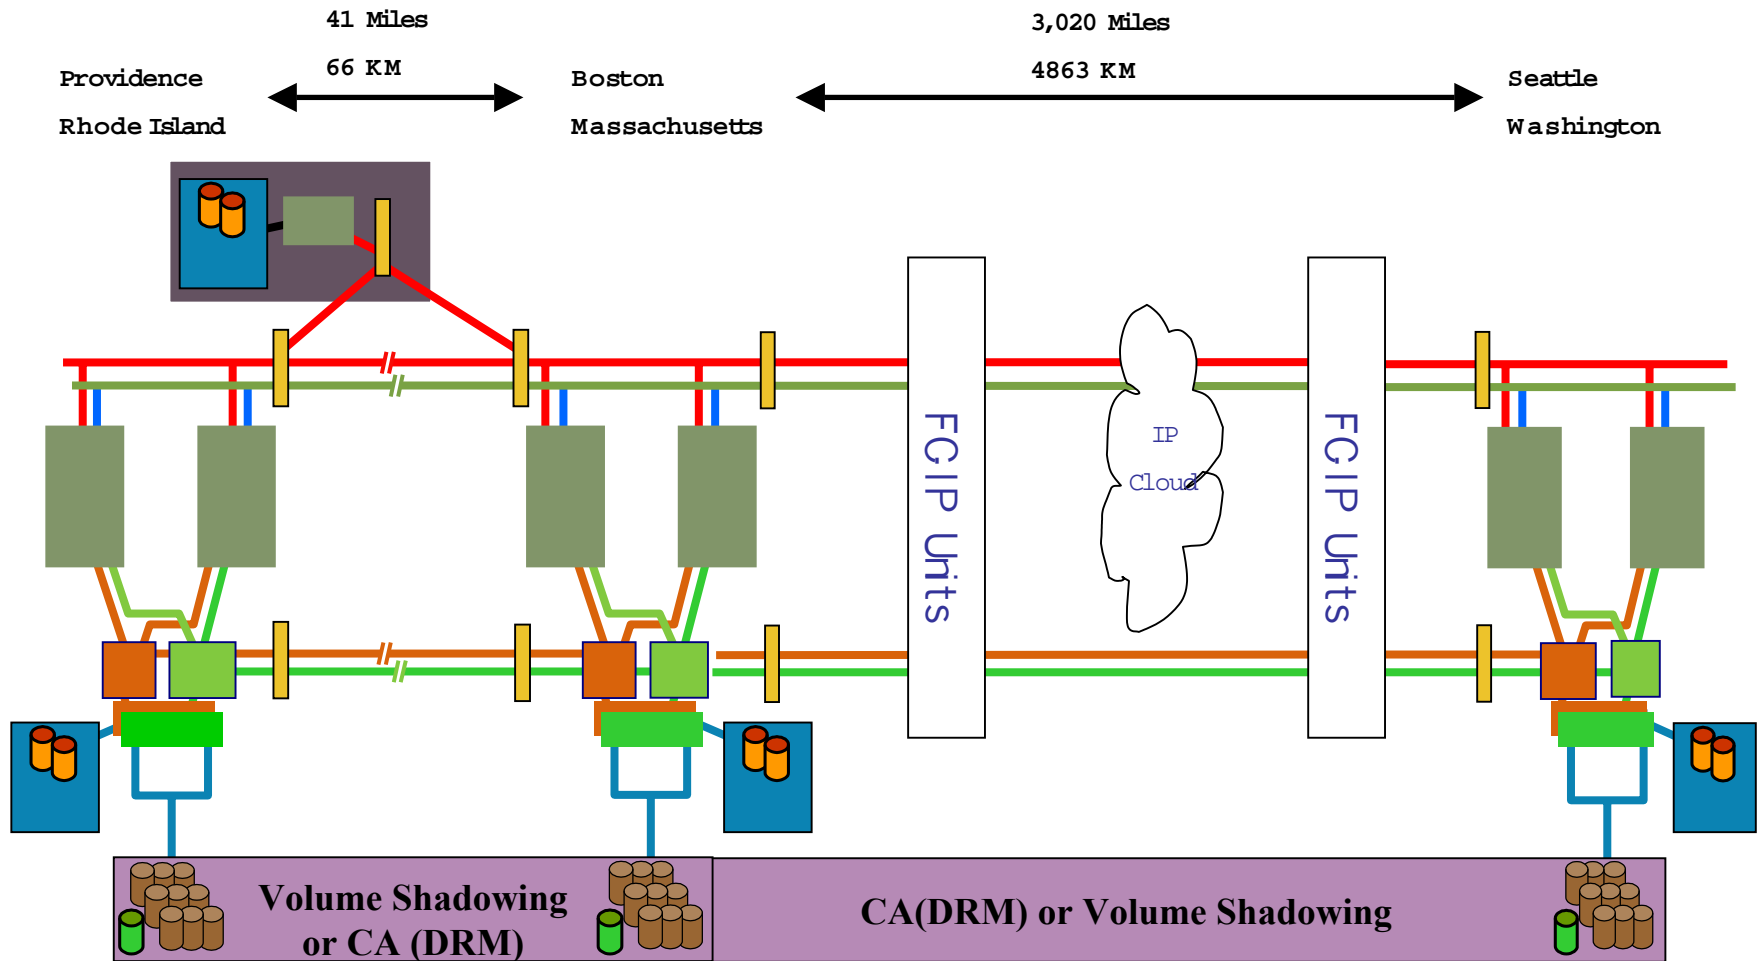 41 Miles
66 KM
3,020 Miles
4863 KM
Providence
Rhode Island
Boston
Massachusetts
Seattle
Washington
FCIP Units
IP
Cloud
FCIP Units
Volume Shadowing
or CA (DRM)
CA(DRM) or Volume Shadowing